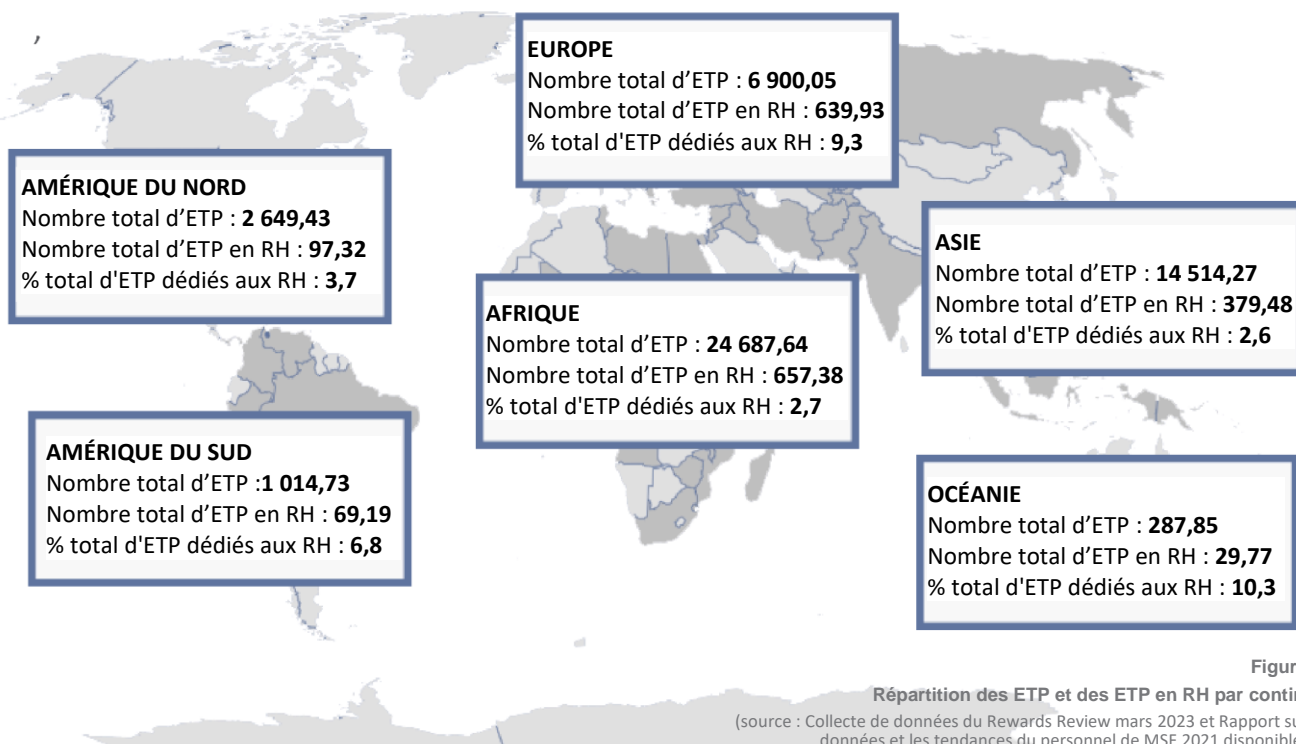 EUROPE
Nombre total d’ETP : 6 900,05
Nombre total d’ETP en RH : 639,93
% total d'ETP dédiés aux RH : 9,3
AMÉRIQUE DU NORD
Nombre total d’ETP : 2 649,43
Nombre total d’ETP en RH : 97,32
% total d'ETP dédiés aux RH : 3,7
ASIE
Nombre total d’ETP : 14 514,27
Nombre total d’ETP en RH : 379,48
% total d'ETP dédiés aux RH : 2,6
AFRIQUE
Nombre total d’ETP : 24 687,64
Nombre total d’ETP en RH : 657,38
% total d'ETP dédiés aux RH : 2,7
AMÉRIQUE DU SUD
Nombre total d’ETP :1 014,73
Nombre total d’ETP en RH : 69,19
% total d'ETP dédiés aux RH : 6,8
OCÉANIE
Nombre total d’ETP : 287,85
Nombre total d’ETP en RH : 29,77
% total d'ETP dédiés aux RH : 10,3
Figur
Répartition des ETP et des ETP en RH par conti
(source : Collecte de données du Rewards Review mars 2023 et Rapport su
données et les tendances du personnel de MSF 2021 disponible